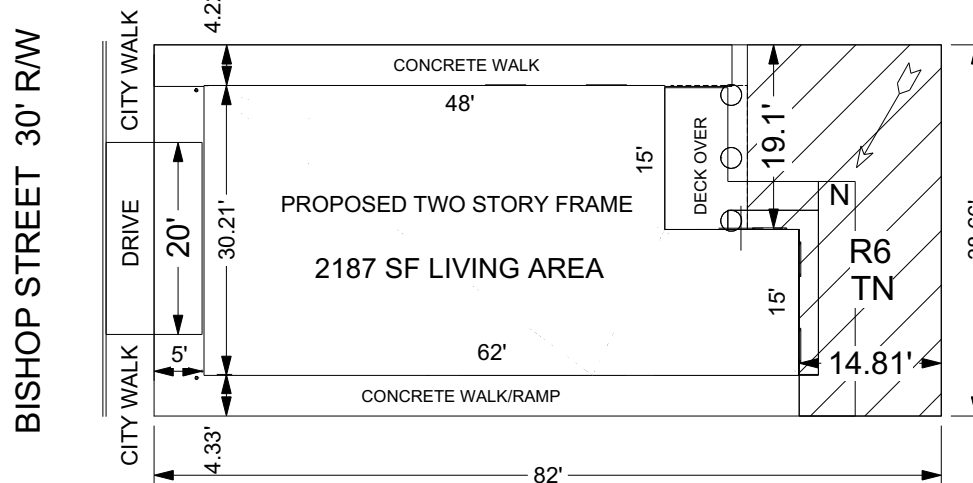 BISHOP STREET 30' R/W
CITY WALK
4.22'
CONCRETE WALK
48'
15'
DECK OVER
19.1'
N
DRIVE
20'
30.21'
PROPOSED TWO STORY FRAME
2187 SF LIVING AREA
R6
TN
15'
5'
62'
14.81'
CITY WALK
4.33'
CONCRETE WALK/RAMP
82'